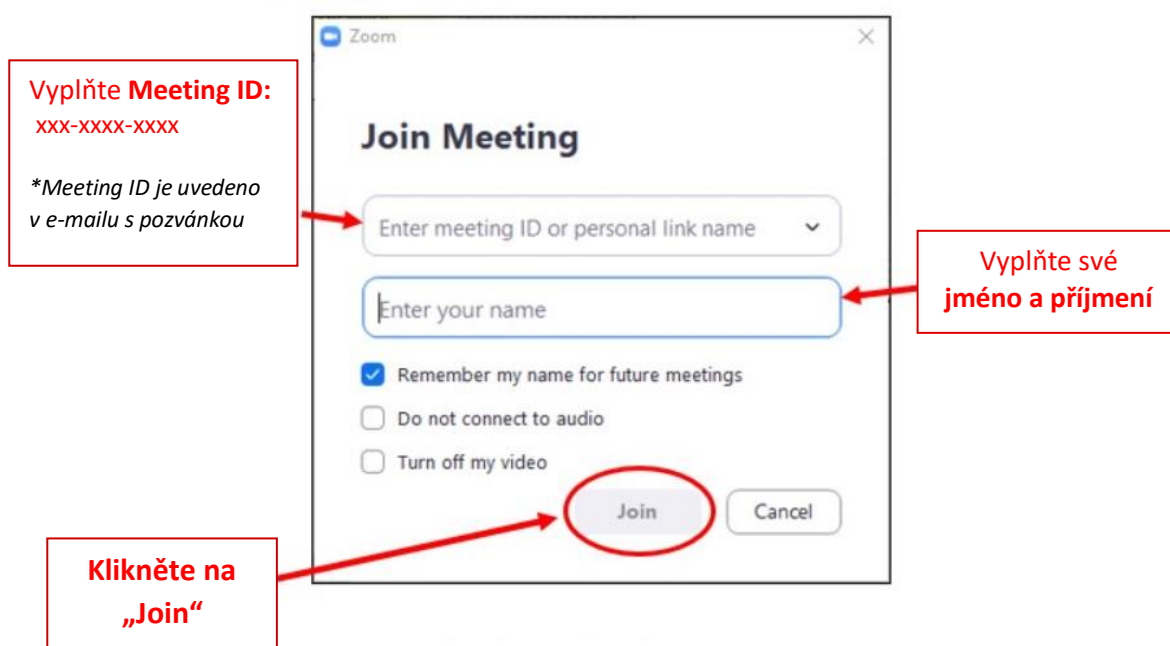 Zoom
Vyplňte Meeting ID:
xxx-xxxx-xxxx
*Meeting ID je uvedeno
v e-mailu s pozvánkou
Join Meeting
Enter meeting ID or personal link name
Vyplňte své
jméno a příjmení
Enter your name
Remember my name for future meetings
Do not connect to audio
Turn off my video
Join
Cancel
Klikněte na
„Join“